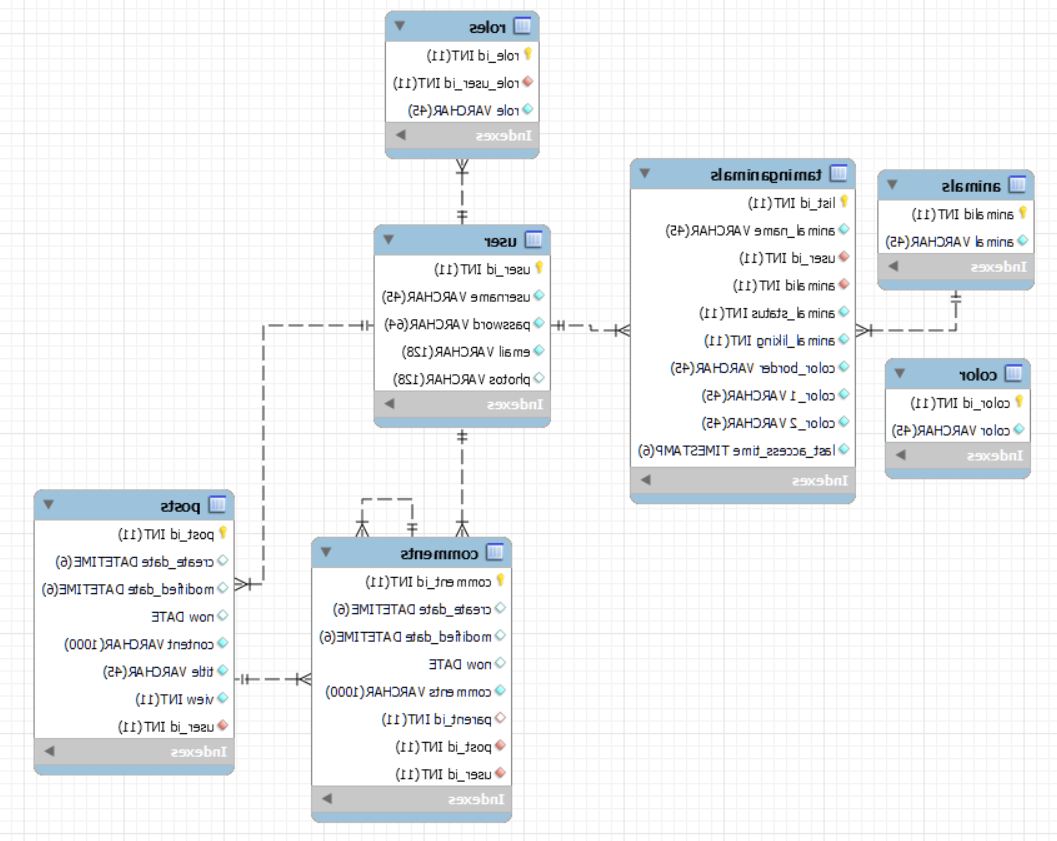 roles
role_id INT(11)
role_user_id INT(11)
role VARCHAR(45)
Indexes
taminganimals
list_id INT(11)
animal_name VARCHAR(45)
user_id INT(11)
animalid INT(11)
animal_status INT(11)
animal_liking INT(11)
color_border VARCHAR(45)
color_1 VARCHAR(45)
color_2 VARCHAR(45)
last_access_time TIMESTAMP(6)
Indexes
animals
animalid INT(11)
animal VARCHAR(45)
Indexes
user
user_id INT(11)
username VARCHAR(45)
password VARCHAR(64)
email VARCHAR(128)
photos VARCHAR(128)
Indexes
color
color_id INT(11)
color VARCHAR(45)
Indexes
posts
post_id INT(11)
create_date DATETIME(6)
modified_date DATETIME(6)
now DATE
content VARCHAR(1000)
title VARCHAR(45)
view INT(11)
user_id INT(11)
Indexes
comments
comment_id INT(11)
create_date DATETIME(6)
modified_date DATETIME(6)
now DATE
comments VARCHAR(1000)
parent_id INT(11)
post_id INT(11)
user_id INT(11)
Indexes